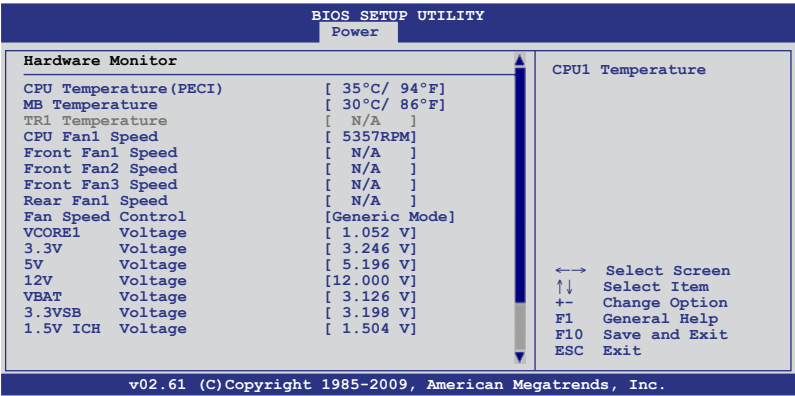 BIOS SETUP UTILITY
Power
Hardware Monitor
CPU Temperature(PECI) [ 35°C/ 94°F]
MB Temperature [ 30°C/ 86°F]
TR1 Temperature [ N/A ]
CPU Fan1 Speed [ 5357RPM]
Front Fan1 Speed [ N/A ]
Front Fan2 Speed [ N/A ]
Front Fan3 Speed [ N/A ]
Rear Fan1 Speed [ N/A ]
Fan Speed Control [Generic Mode]
VCORE1 Voltage [ 1.052 V]
3.3V Voltage [ 3.246 V]
5V Voltage [ 5.196 V]
12V Voltage [12.000 V]
VBAT Voltage [ 3.126 V]
3.3VSB Voltage [ 3.198 V]
1.5V ICH Voltage [ 1.504 V]
CPU1 Temperature
←→ Select Screen
↑↓ Select Item
+- Change Option
F1 General Help
F10 Save and Exit
ESC Exit
v02.61 (C)Copyright 1985-2009, American Megatrends, Inc.